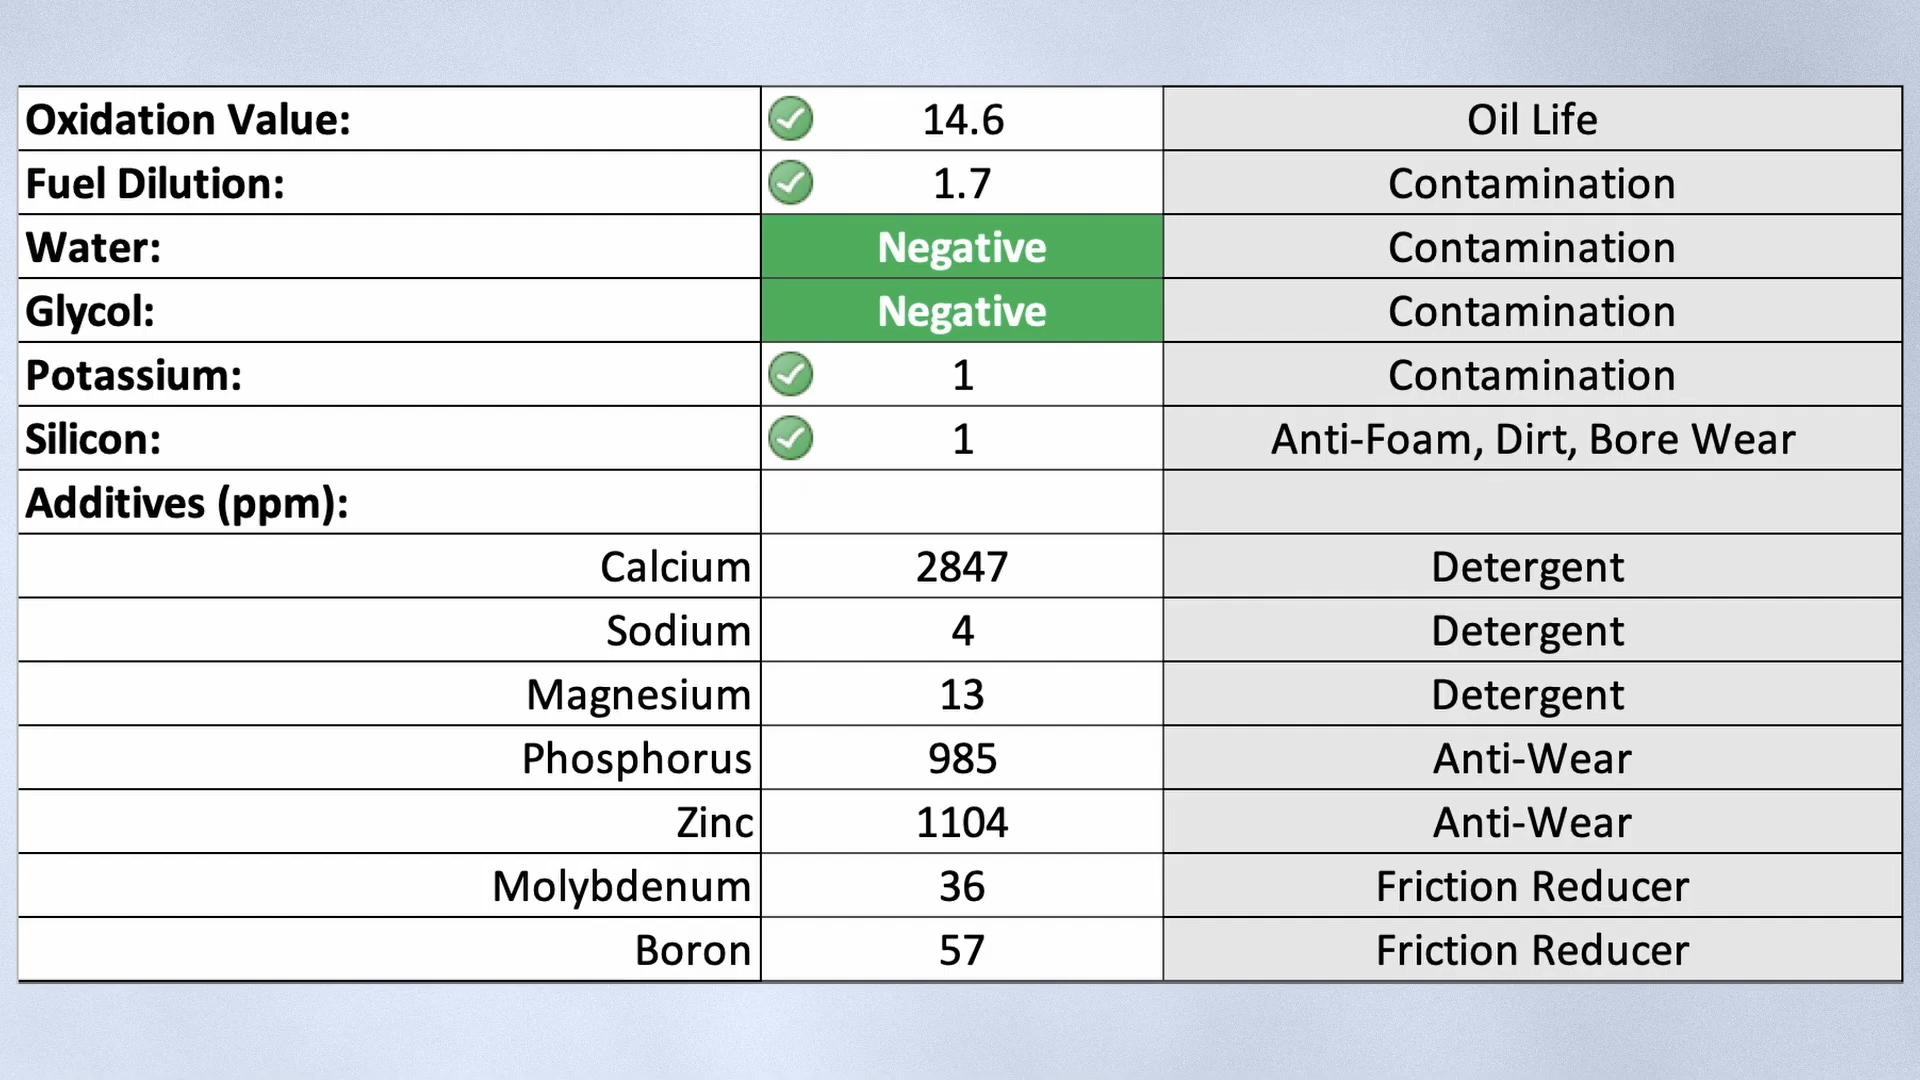 Oxidation Value: 14.6 Oil Life
Fuel Dilution: 1.7 Contamination
Water: Negative Contamination
Glycol: Negative Contamination
Potassium: 1 Contamination
Silicon: 1 Anti-Foam, Dirt, Bore Wear
Additives (ppm):
Calcium 2847 Detergent
Sodium 4 Detergent
Magnesium 13 Detergent
Phosphorus 985 Anti-Wear
Zinc 1104 Anti-Wear
Molybdenum 36 Friction Reducer
Boron 57 Friction Reducer